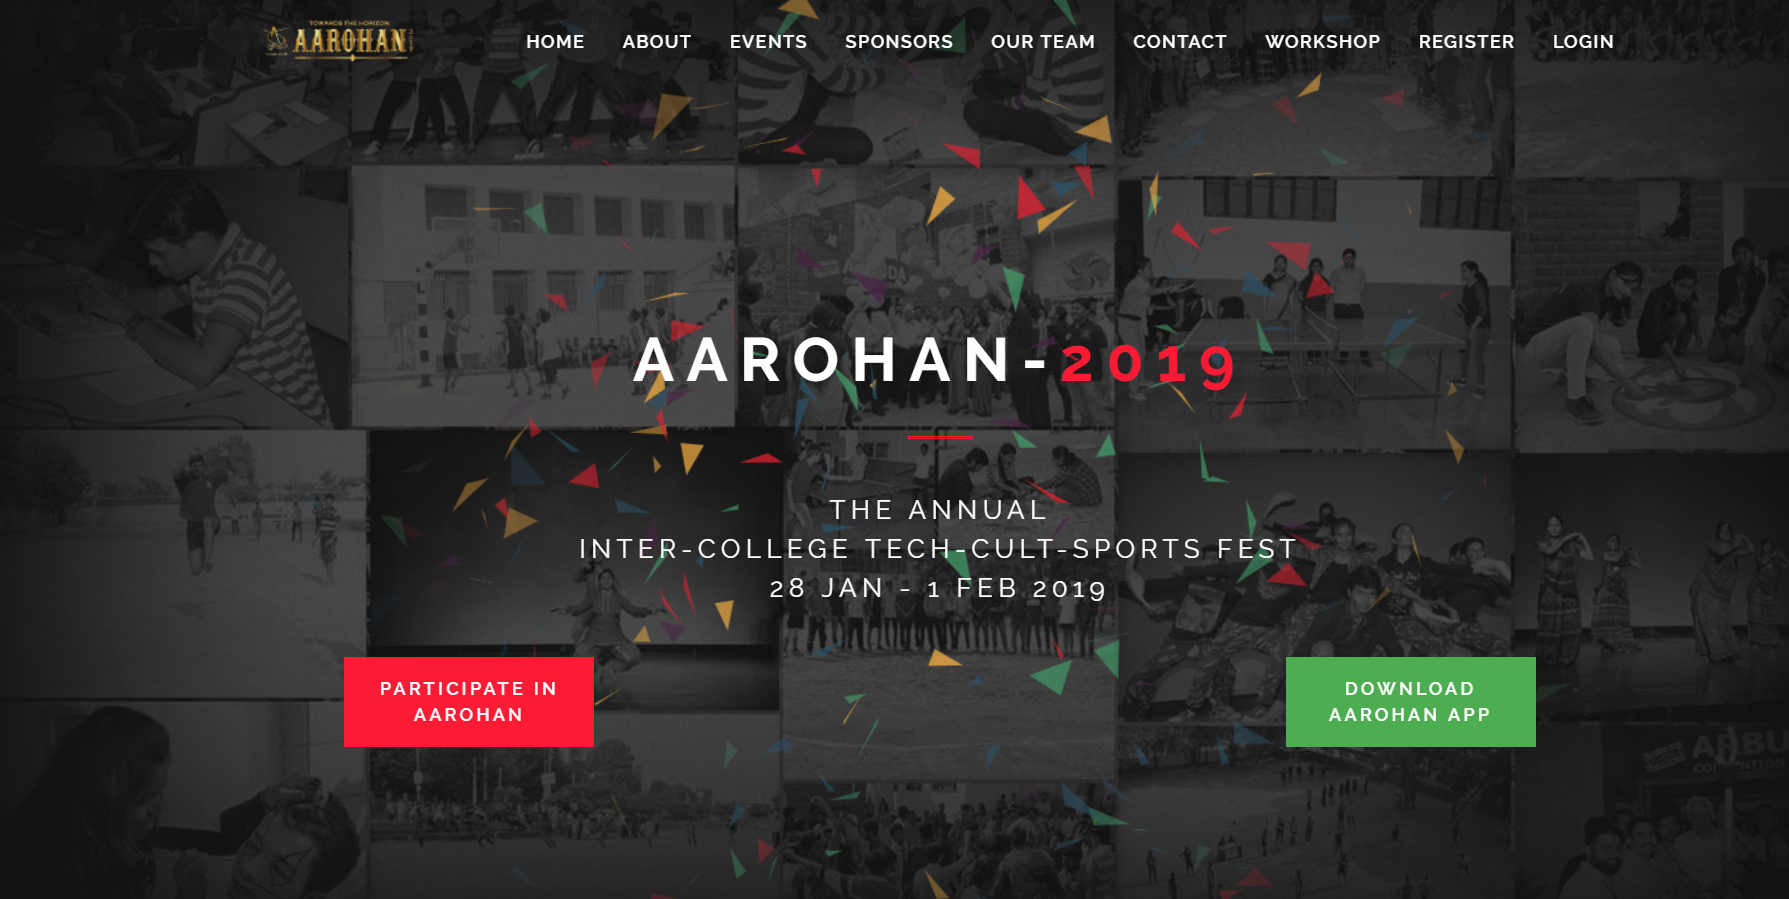 TOWARDS THE HORIZON
AAROHAN
HOME ABOUT EVENTS SPONSORS OUR TEAM CONTACT WORKSHOP REGISTER LOGIN
AAROHAN-2019
THE ANNUAL
INTER-COLLEGE TECH-CULT-SPORTS FEST
28 JAN - 1 FEB 2019
PARTICIPATE IN
AAROHAN
DOWNLOAD
AAROHAN APP